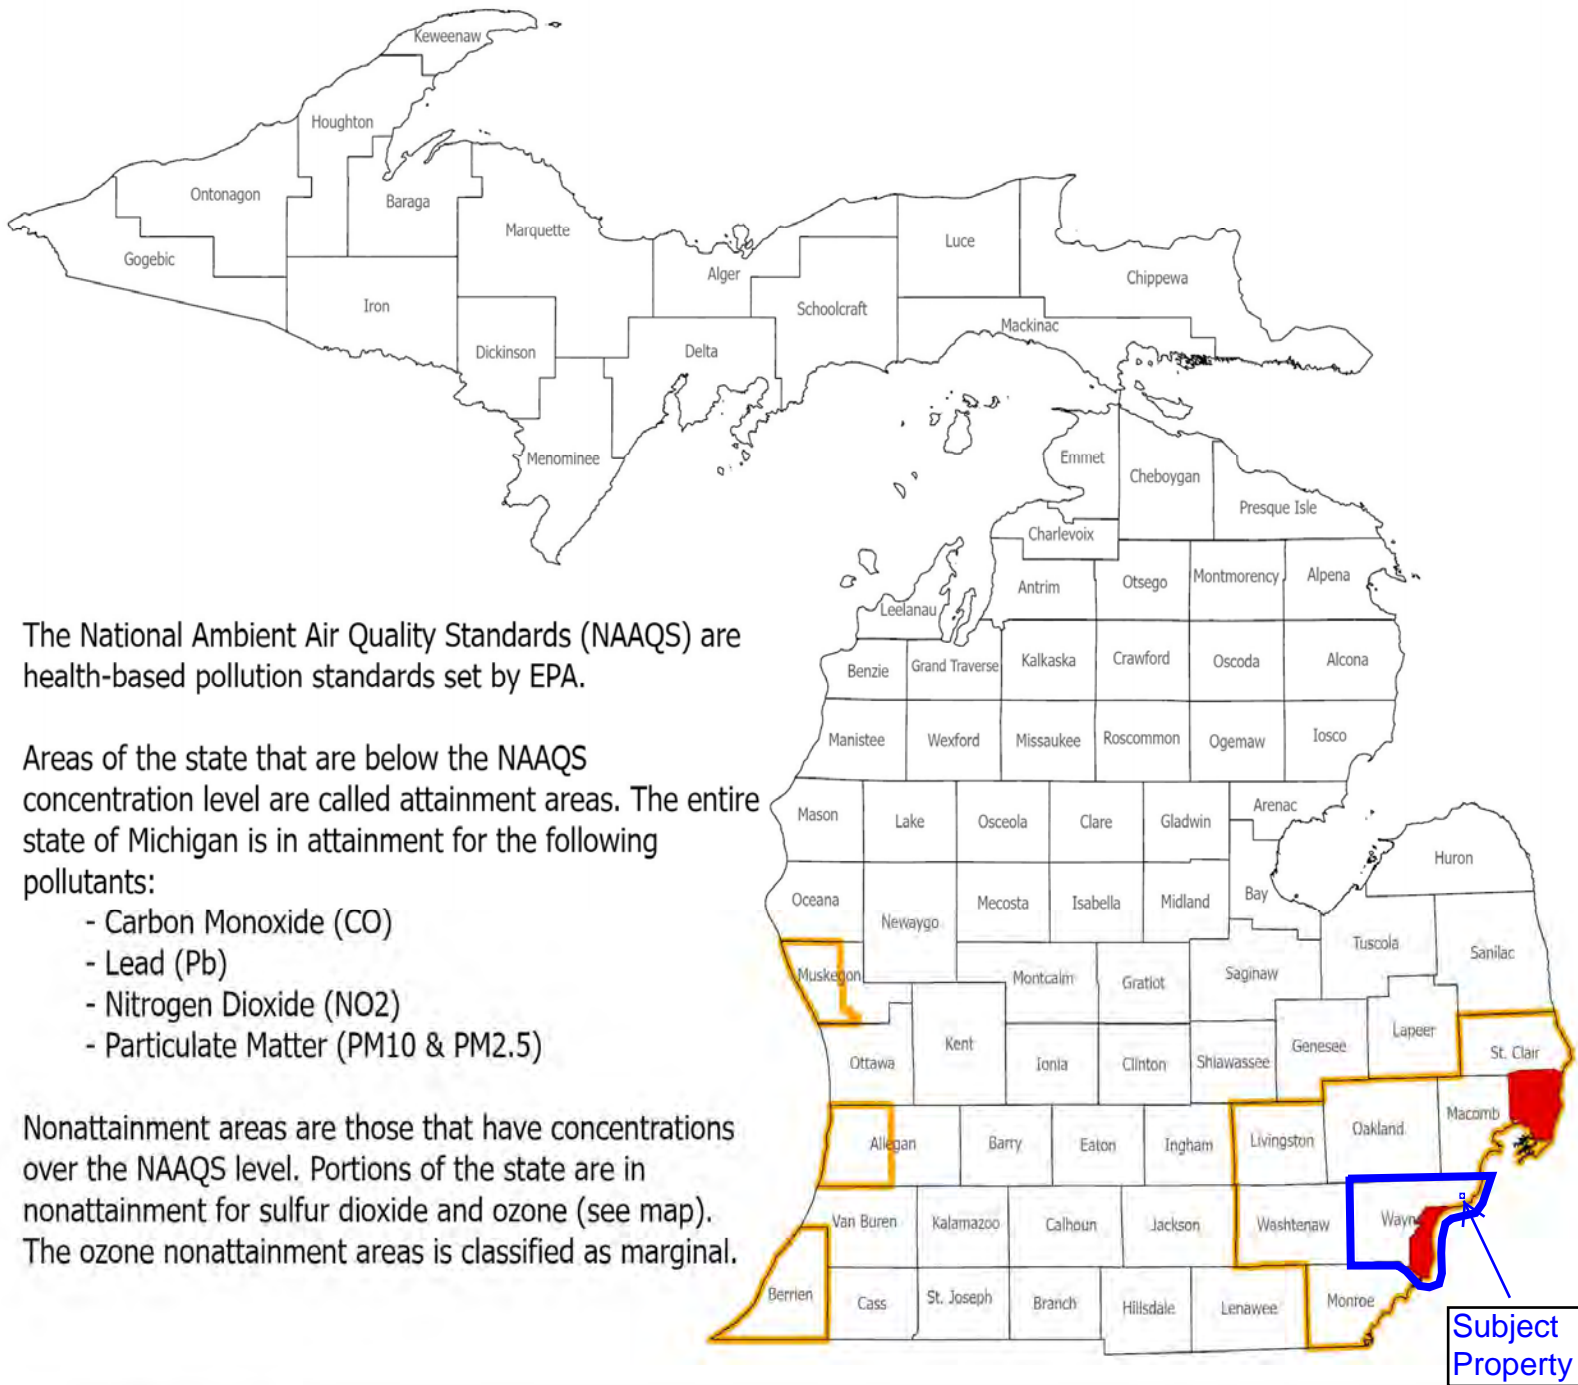 Keweenaw
Houghton
Ontonagon
Baraga
Marquette
Gogebic
Iron
Alger
Luce
Chippewa
Schoolcraft
Mackinac
Dickinson
Delta
Menominee
Emmet
Cheboygan
Presque Isle
Charlevoix
Antrim
Otsego
Montmorency
Alpena
Leelanau
The National Ambient Air Quality Standards (NAAQS) are
health-based pollution standards set by EPA.
Benzie
Grand Traverse
Kalkaska
Crawford
Oscoda
Alcona
Manistee
Wexford
Missaukee
Roscommon
Ogemaw
Iosco
Areas of the state that are below the NAAQS
concentration level are called attainment areas. The entire
state of Michigan is in attainment for the following
pollutants:
- Carbon Monoxide (CO)
- Lead (Pb)
- Nitrogen Dioxide (NO2)
- Particulate Matter (PM10 & PM2.5)
Mason
Lake
Osceola
Clare
Gladwin
Arenac
Huron
Oceana
Newaygo
Mecosta
Isabella
Midland
Bay
Tuscola
Sanilac
Muskegon
Montcalm
Gratiot
Saginaw
Ottawa
Kent
Ionia
Clinton
Shiawassee
Genesee
Lapeer
St. Clair
Nonattainment areas are those that have concentrations
over the NAAQS level. Portions of the state are in
nonattainment for sulfur dioxide and ozone (see map).
The ozone nonattainment areas is classified as marginal.
Allegan
Barry
Eaton
Ingham
Livingston
Oakland
Macomb
Van Buren
Kalamazoo
Calhoun
Jackson
Washtenaw
Wayn
Berrien
Cass
St. Joseph
Branch
Hillsdale
Lenawee
Monroe
Subject
Property